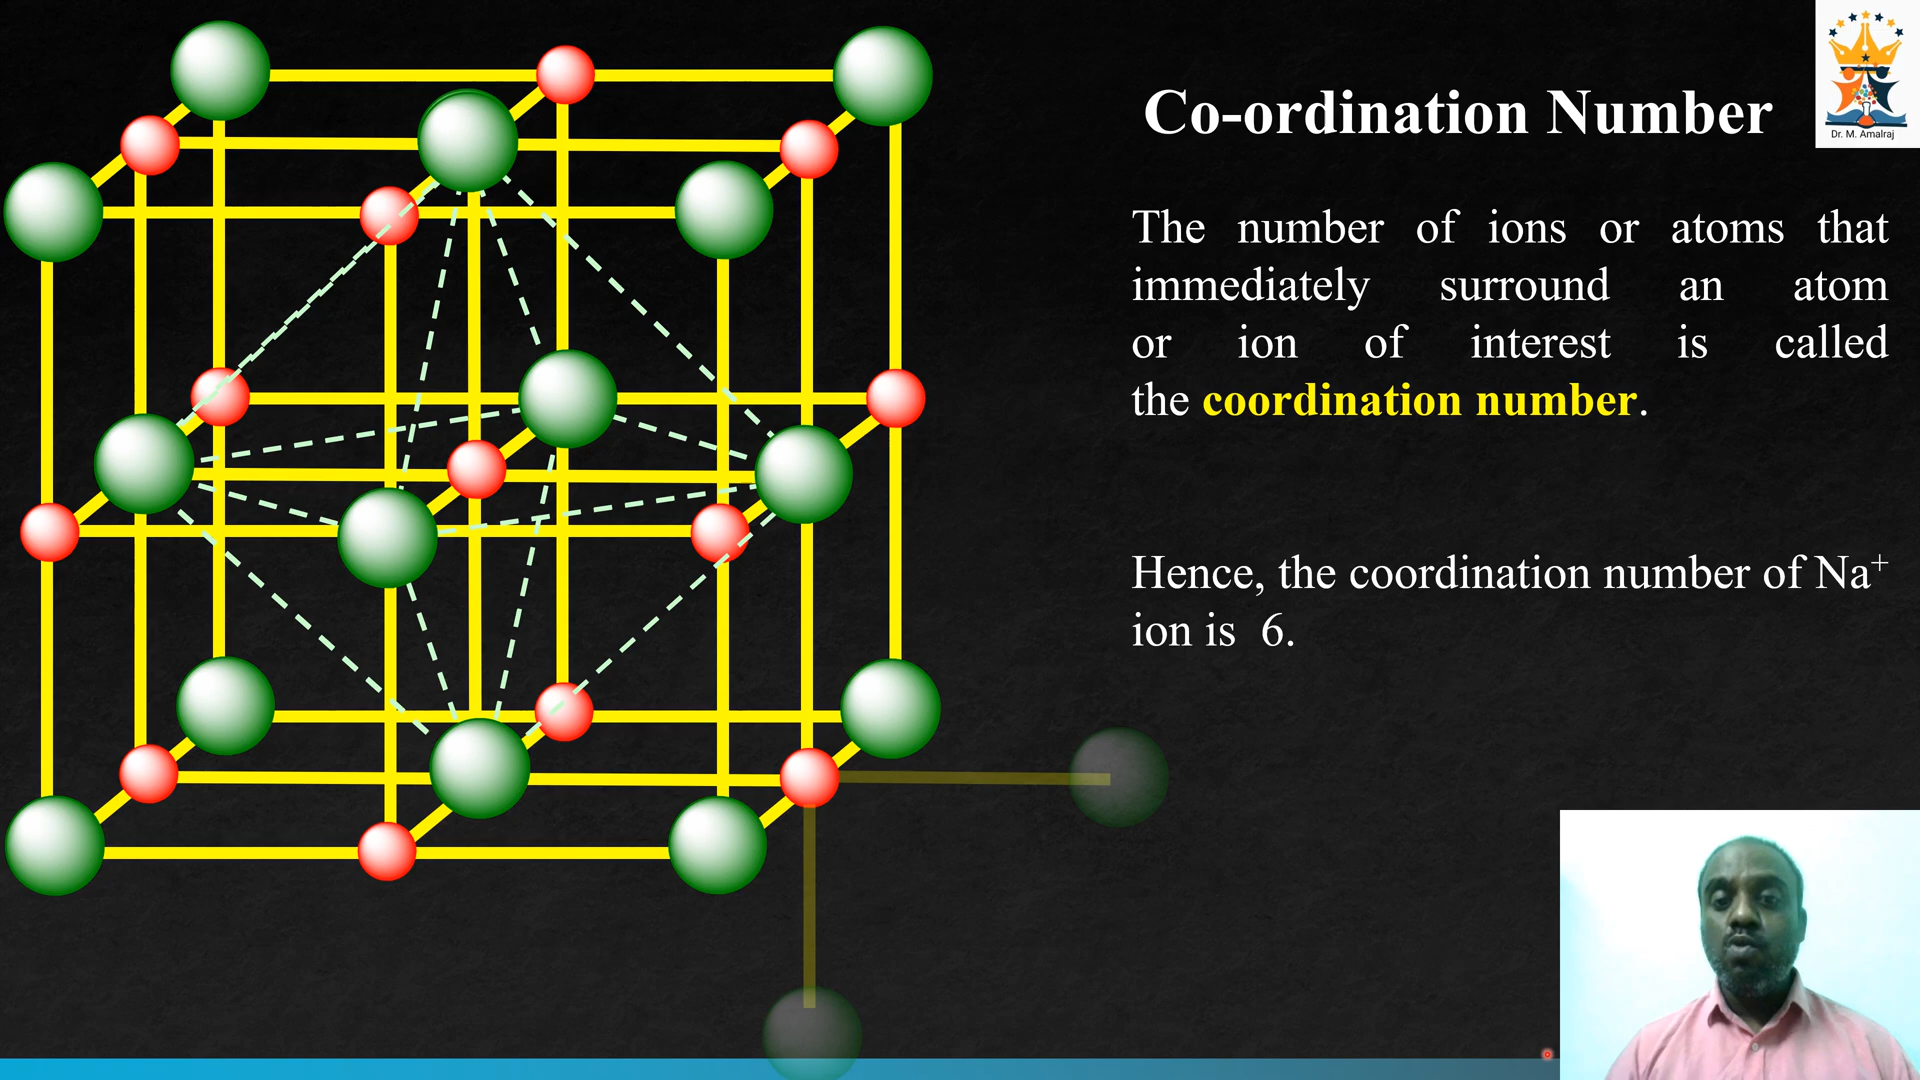 Co-ordination Number
Dr. M. Amalraj
The number of ions or atoms that
immediately surround an atom
or ion of interest is called
the coordination number.
Hence, the coordination number of Na⁺
ion is 6.